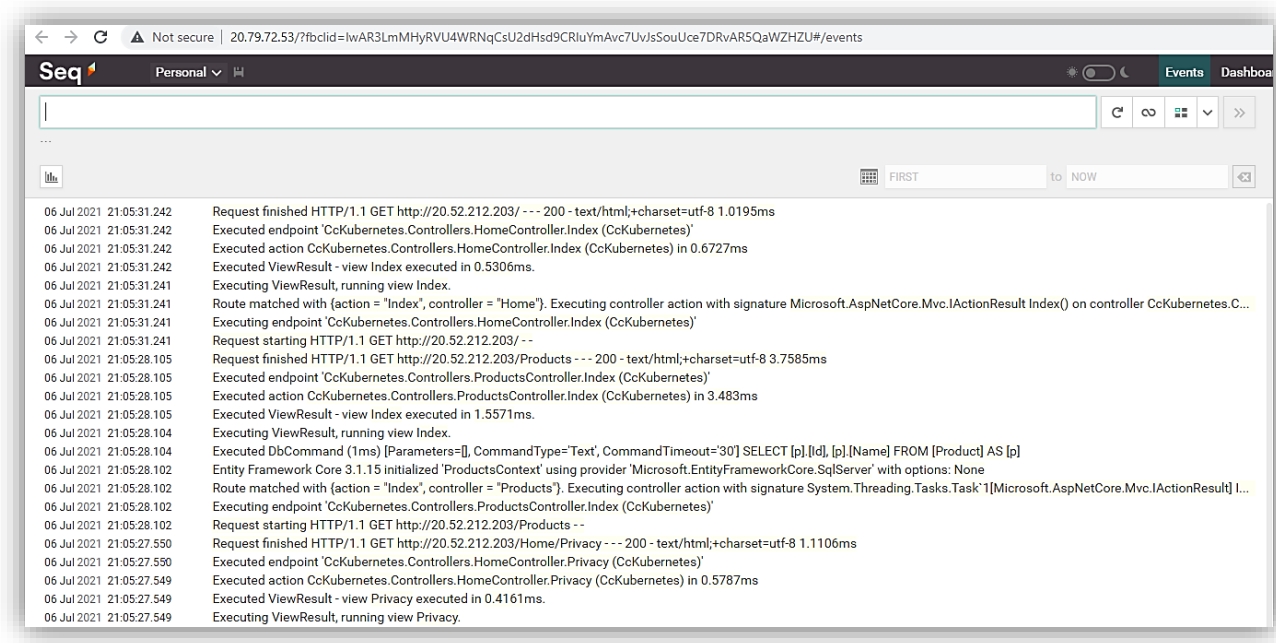 Not secure | 20.79.72.53/?fbclid=IwAR3LmMHyRVU4WRNqCsU2dHsd9CRIuYmAvc7UvJsSouUce7DRvAR5QaWZHZU#/events
Seq Personal Events Dashboa
...
FIRST to NOW
06 Jul 2021 21:05:31.242 Request finished HTTP/1.1 GET http://20.52.212.203/ - - - 200 - text/html;+charset=utf-8 1.0195ms
06 Jul 2021 21:05:31.242 Executed endpoint 'CcKubernetes.Controllers.HomeController.Index (CcKubernetes)'
06 Jul 2021 21:05:31.242 Executed action CcKubernetes.Controllers.HomeController.Index (CcKubernetes) in 0.6727ms
06 Jul 2021 21:05:31.242 Executed ViewResult - view Index executed in 0.5306ms.
06 Jul 2021 21:05:31.241 Executing ViewResult, running view Index.
06 Jul 2021 21:05:31.241 Route matched with {action = "Index", controller = "Home"}. Executing controller action with signature Microsoft.AspNetCore.Mvc.IActionResult Index() on controller CcKubernetes.C...
06 Jul 2021 21:05:31.241 Executing endpoint 'CcKubernetes.Controllers.HomeController.Index (CcKubernetes)'
06 Jul 2021 21:05:31.241 Request starting HTTP/1.1 GET http://20.52.212.203/ - -
06 Jul 2021 21:05:28.105 Request finished HTTP/1.1 GET http://20.52.212.203/Products - - - 200 - text/html;+charset=utf-8 3.7585ms
06 Jul 2021 21:05:28.105 Executed endpoint 'CcKubernetes.Controllers.ProductsController.Index (CcKubernetes)'
06 Jul 2021 21:05:28.105 Executed action CcKubernetes.Controllers.ProductsController.Index (CcKubernetes) in 3.483ms
06 Jul 2021 21:05:28.105 Executed ViewResult - view Index executed in 1.5571ms.
06 Jul 2021 21:05:28.104 Executing ViewResult, running view Index.
06 Jul 2021 21:05:28.104 Executed DbCommand (1ms) [Parameters=[], CommandType='Text', CommandTimeout='30'] SELECT [p].[Id], [p].[Name] FROM [Product] AS [p]
06 Jul 2021 21:05:28.102 Entity Framework Core 3.1.15 initialized 'ProductsContext' using provider 'Microsoft.EntityFrameworkCore.SqlServer' with options: None
06 Jul 2021 21:05:28.102 Route matched with {action = "Index", controller = "Products"}. Executing controller action with signature System.Threading.Tasks.Task`1[Microsoft.AspNetCore.Mvc.IActionResult] I...
06 Jul 2021 21:05:28.102 Executing endpoint 'CcKubernetes.Controllers.ProductsController.Index (CcKubernetes)'
06 Jul 2021 21:05:28.102 Request starting HTTP/1.1 GET http://20.52.212.203/Products - -
06 Jul 2021 21:05:27.550 Request finished HTTP/1.1 GET http://20.52.212.203/Home/Privacy - - - 200 - text/html;+charset=utf-8 1.1106ms
06 Jul 2021 21:05:27.550 Executed endpoint 'CcKubernetes.Controllers.HomeController.Privacy (CcKubernetes)'
06 Jul 2021 21:05:27.549 Executed action CcKubernetes.Controllers.HomeController.Privacy (CcKubernetes) in 0.5787ms
06 Jul 2021 21:05:27.549 Executed ViewResult - view Privacy executed in 0.4161ms.
06 Jul 2021 21:05:27.549 Executing ViewResult, running view Privacy.